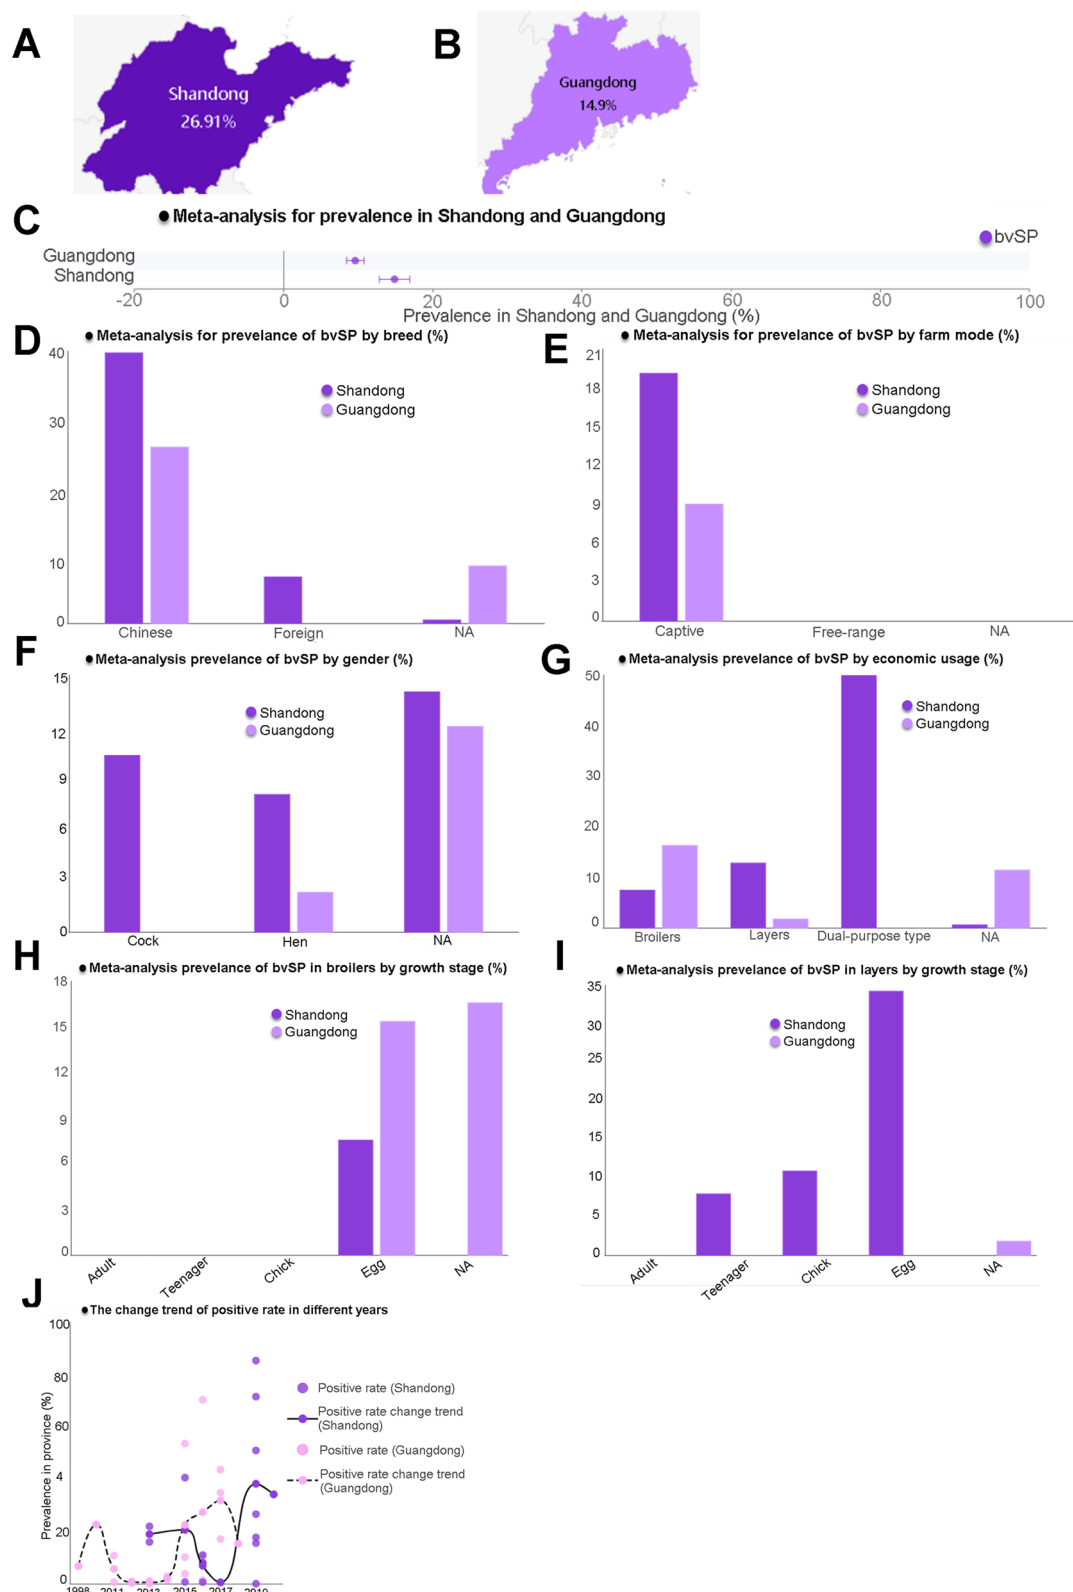 A
B
Shandong
26.91%
Guangdong
14.9%
C
Meta-analysis for prevalence in Shandong and Guangdong
bvSP
Guangdong
Shandong
-20 0 20 40 60 80 100
Prevalence in Shandong and Guangdong (%)
D
Meta-analysis for prevelance of bvSP by breed (%)
40
30
20
10
0
Shandong
Guangdong
Chinese Foreign NA
E
Meta-analysis for prevelance of bvSP by farm mode (%)
21
18
15
12
9
6
3
0
Shandong
Guangdong
Captive Free-range NA
F
Meta-analysis prevelance of bvSP by gender (%)
15
12
9
6
3
0
Shandong
Guangdong
Cock Hen NA
G
Meta-analysis prevelance of bvSP by economic usage (%)
50
40
30
20
10
0
Shandong
Guangdong
Broilers Layers Dual-purpose type NA
H
Meta-analysis prevelance of bvSP in broilers by growth stage (%)
18
15
12
9
6
3
0
Shandong
Guangdong
Adult Teenager Chick Egg NA
I
Meta-analysis prevelance of bvSP in layers by growth stage (%)
35
30
25
20
15
10
5
0
Shandong
Guangdong
Adult Teenager Chick Egg NA
J
The change trend of positive rate in different years
Prevalence in province (%)
100
80
60
4
20
0
Positive rate (Shandong)
Positive rate change trend
(Shandong)
Positive rate (Guangdong)
Positive rate change trend
(Guangdong)
1998 2011 2013 2015 2017 2019